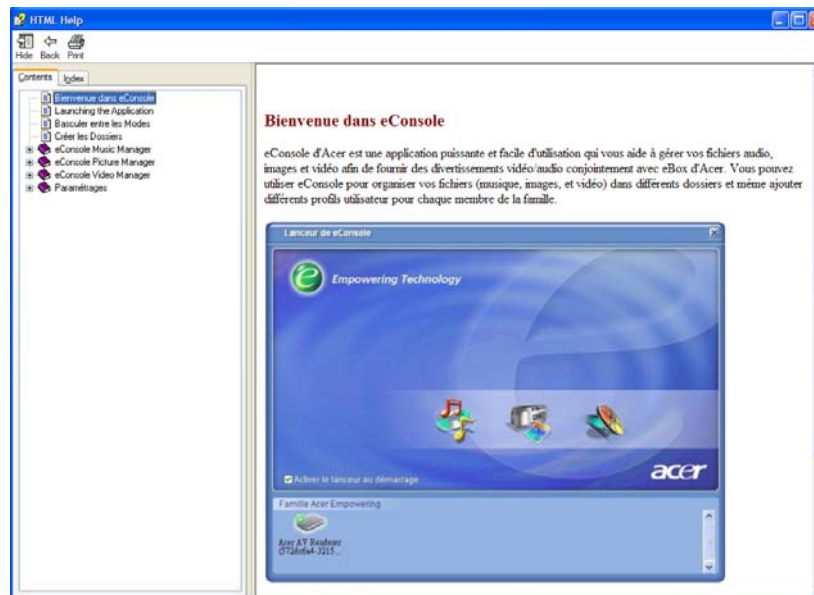 HTML Help
Hide Back Print
Contents Index
Bienvenue dans eConsole
Launching the Application
Basculer entre les Modes
Créer les Dossiers
eConsole Music Manager
eConsole Picture Manager
eConsole Video Manager
Paramétrages
Bienvenue dans eConsole
eConsole d'Acer est une application puissante et facile d'utilisation qui vous aide à gérer vos fichiers audio,
images et vidéo afin de fournir des divertissements vidéo/audio conjointement avec eBox d'Acer. Vous pouvez
utiliser eConsole pour organiser vos fichiers (musique, images, et vidéo) dans différents dossiers et même ajouter
différents profils utilisateur pour chaque membre de la famille.
Lanceur de eConsole
Empowering Technology
Activer le lanceur au démarrage
acer
Famille Acer Empowering
Acer AV Renderer